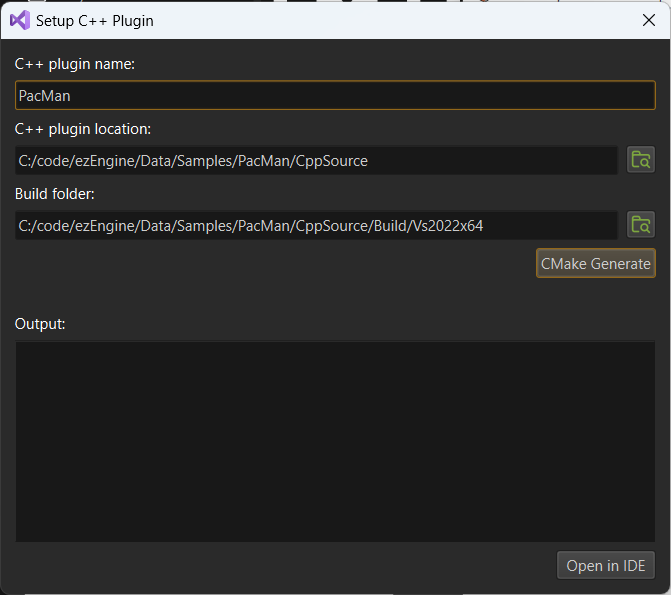 Setup C++ Plugin
C++ plugin name:
PacMan
C++ plugin location:
C:/code/ezEngine/Data/Samples/PacMan/CppSource
Build folder:
C:/code/ezEngine/Data/Samples/PacMan/CppSource/Build/Vs2022x64
CMake Generate
Output:
Open in IDE